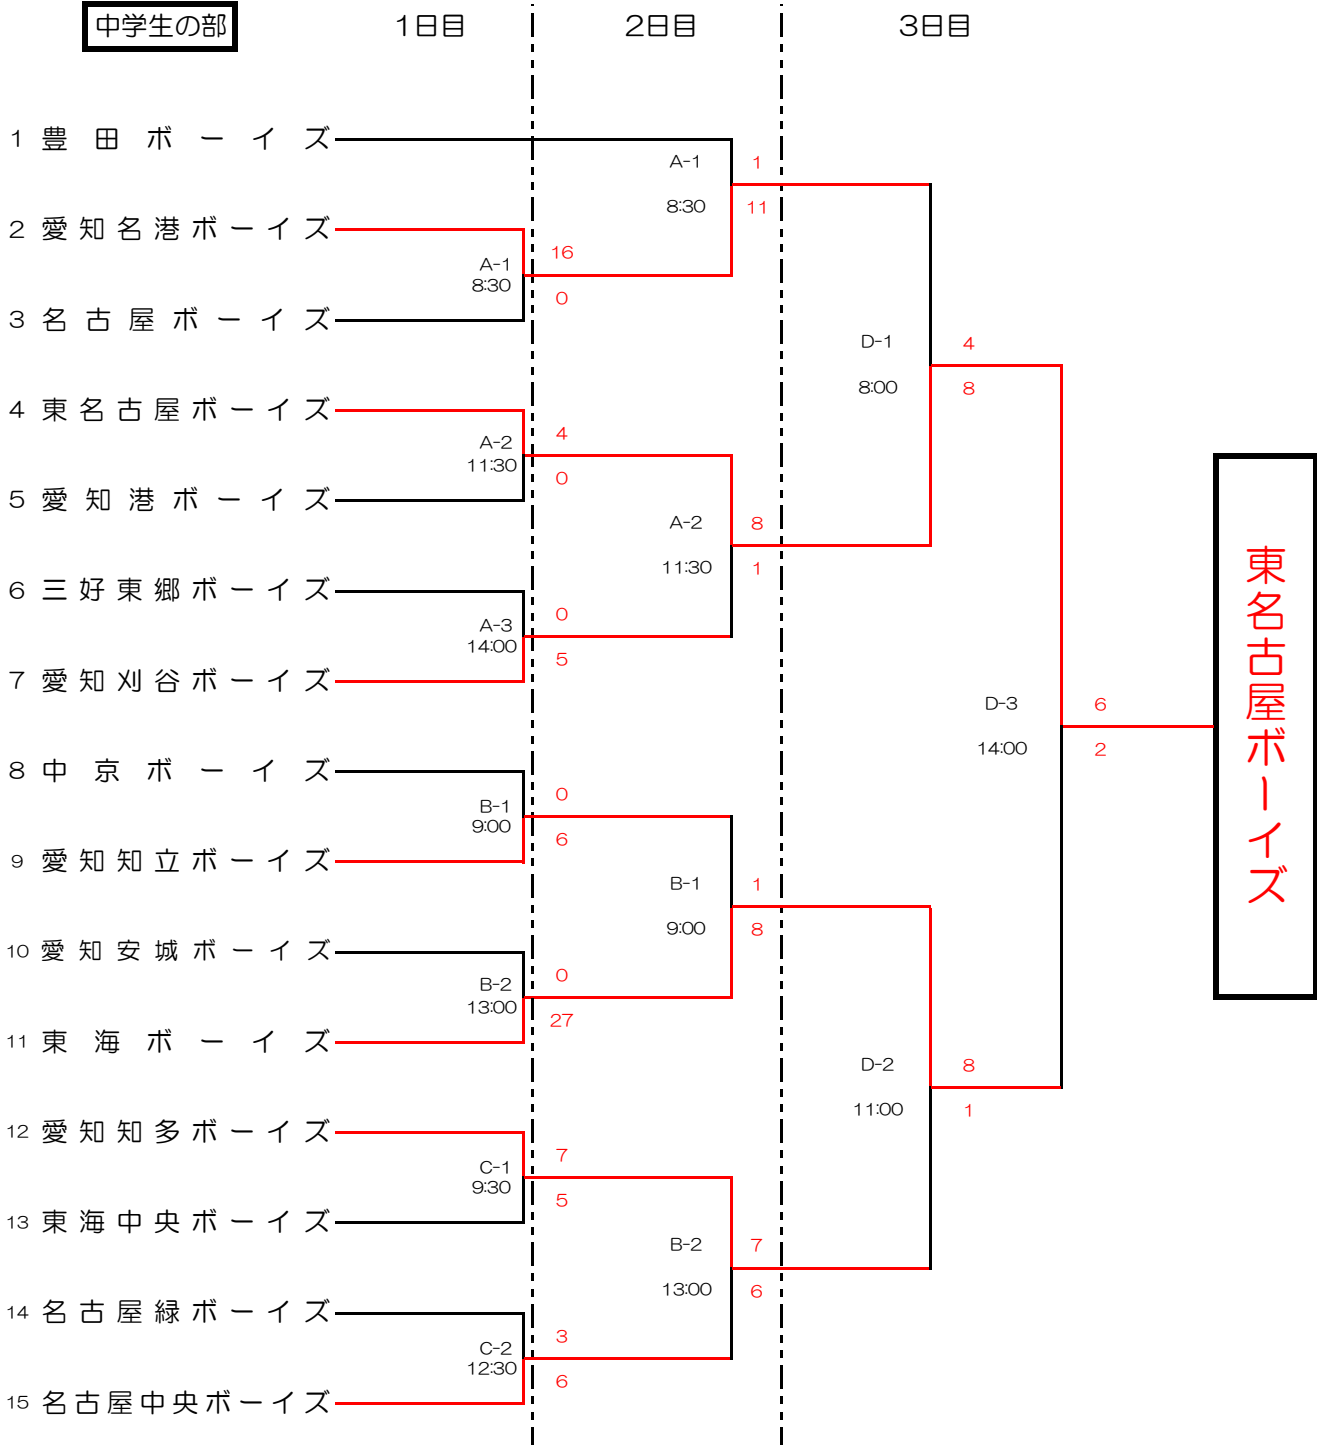 中学生の部 1日目 2日目 3日目
1 豊田ボーイズ
A-1 1
8:30 11
2 愛知名港ボーイズ
16
A-1
8:30
0
3 名古屋ボーイズ
D-1 4
8:00 8
4 東名古屋ボーイズ
4
A-2
11:30
0
5 愛知港ボーイズ
A-2 8
11:30 1
6 三好東郷ボーイズ
0
A-3
14:00
5
7 愛知刈谷ボーイズ
D-3 6
14:00 2
東名古屋ボーイズ
8 中京ボーイズ
0
B-1
9:00
6
9 愛知知立ボーイズ
B-1 1
9:00 8
10 愛知安城ボーイズ
0
B-2
13:00
27
11 東海ボーイズ
D-2 8
11:00 1
12 愛知知多ボーイズ
7
C-1
9:30
5
13 東海中央ボーイズ
B-2 7
13:00 6
14 名古屋緑ボーイズ
3
C-2
12:30
6
15 名古屋中央ボーイズ